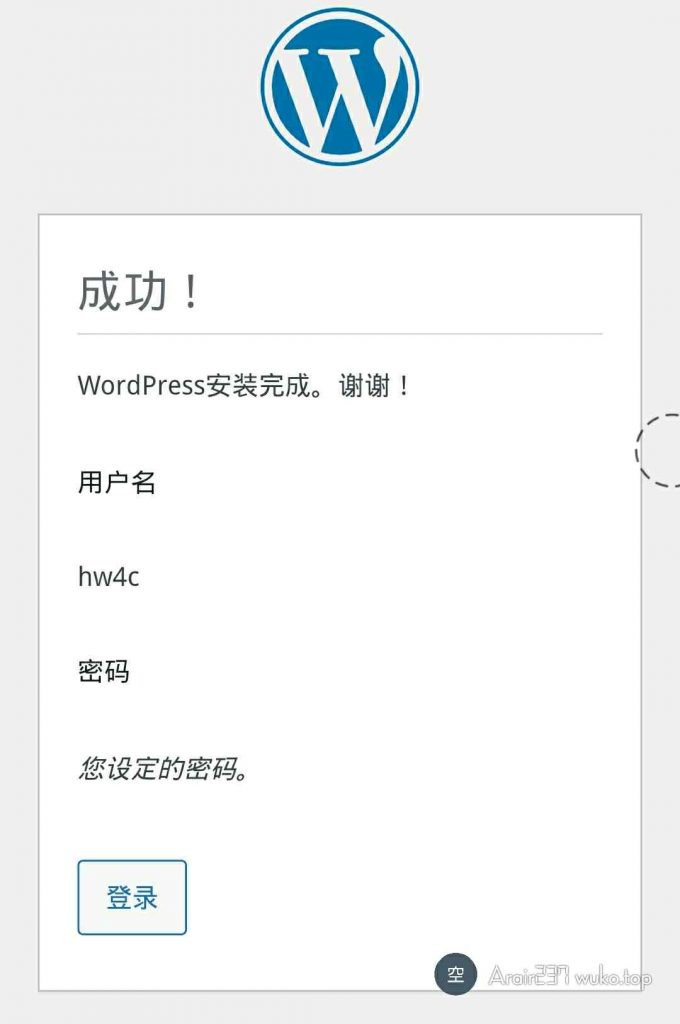 成功！
WordPress安装完成。谢谢！
用户名
hw4c
密码
您设定的密码。
登录
空 Arair237 wuko.top